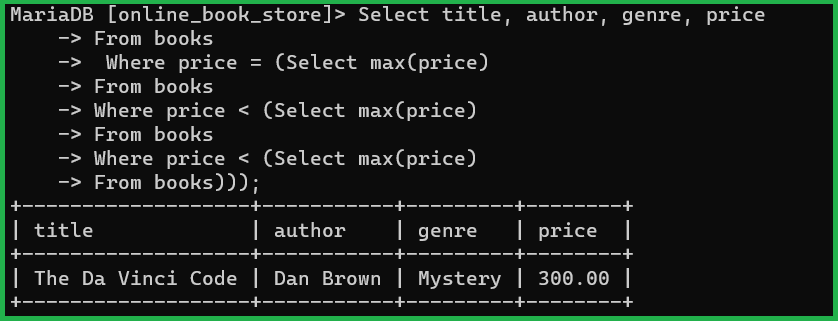 MariaDB [online_book_store]> Select title, author, genre, price
    -> From books
    ->  Where price = (Select max(price)
    -> From books
    -> Where price < (Select max(price)
    -> From books
    -> Where price < (Select max(price)
    -> From books)));
+-------------------+-----------+---------+--------+
| title             | author    | genre   | price  |
+-------------------+-----------+---------+--------+
| The Da Vinci Code | Dan Brown | Mystery | 300.00 |
+-------------------+-----------+---------+--------+